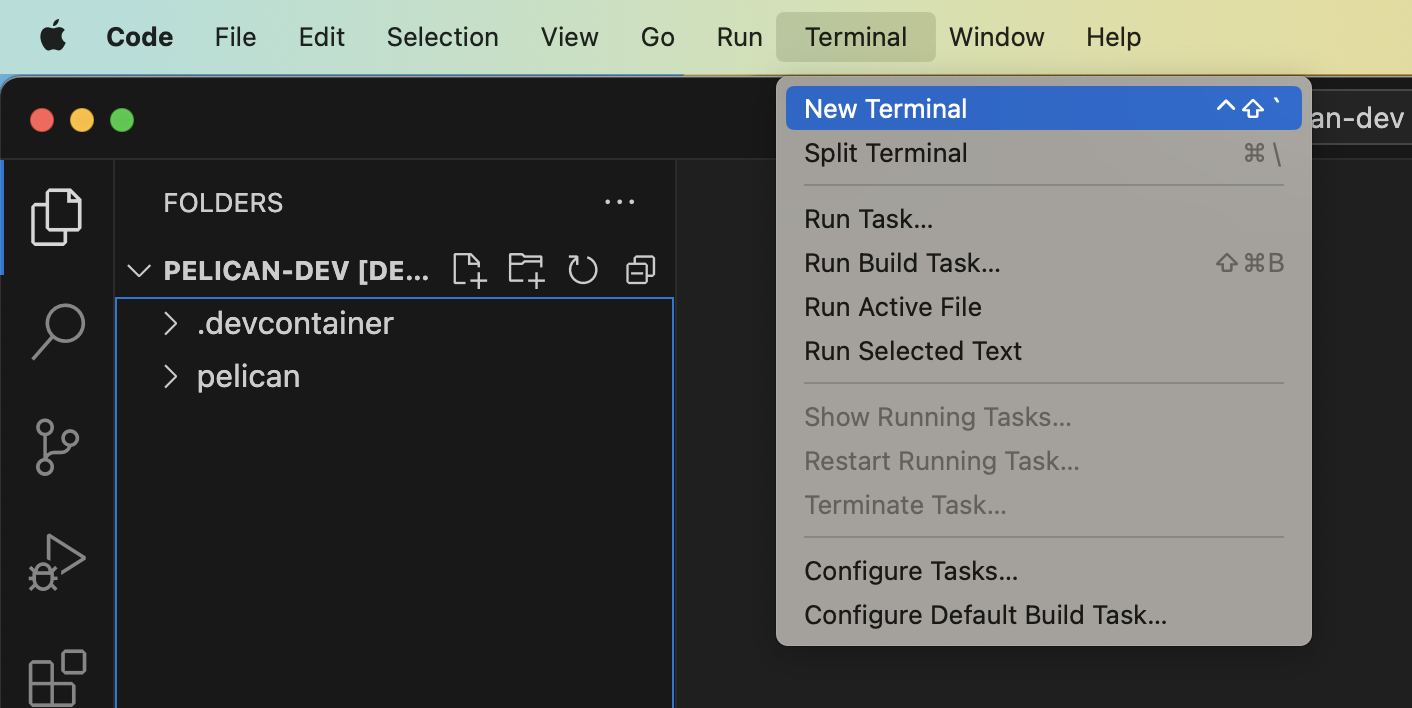 Code File Edit Selection View Go Run Terminal Window Help
an-dev
New Terminal ^⇧`
Split Terminal ⌘\
Run Task...
Run Build Task... ⇧⌘B
Run Active File
Run Selected Text
Show Running Tasks...
Restart Running Task...
Terminate Task...
Configure Tasks...
Configure Default Build Task...
FOLDERS
PELICAN-DEV [DE...
.devcontainer
pelican